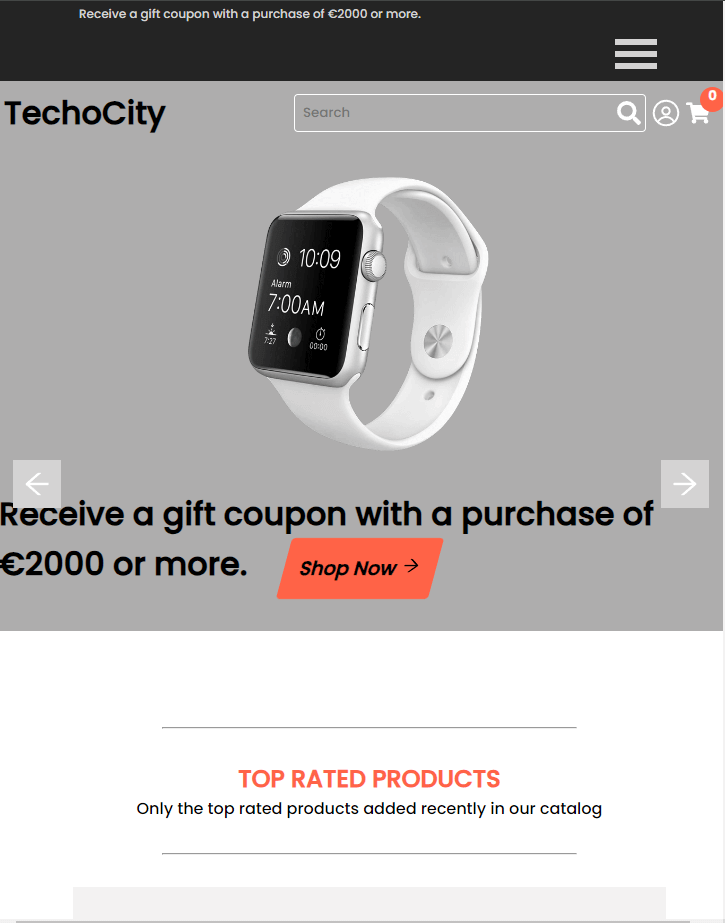 Receive a gift coupon with a purchase of €2000 or more.
TechoCity
Search
0
10:09
Alarm
7:00AM
7:27
00:00
Receive a gift coupon with a purchase of
€2000 or more.
Shop Now
TOP RATED PRODUCTS
Only the top rated products added recently in our catalog